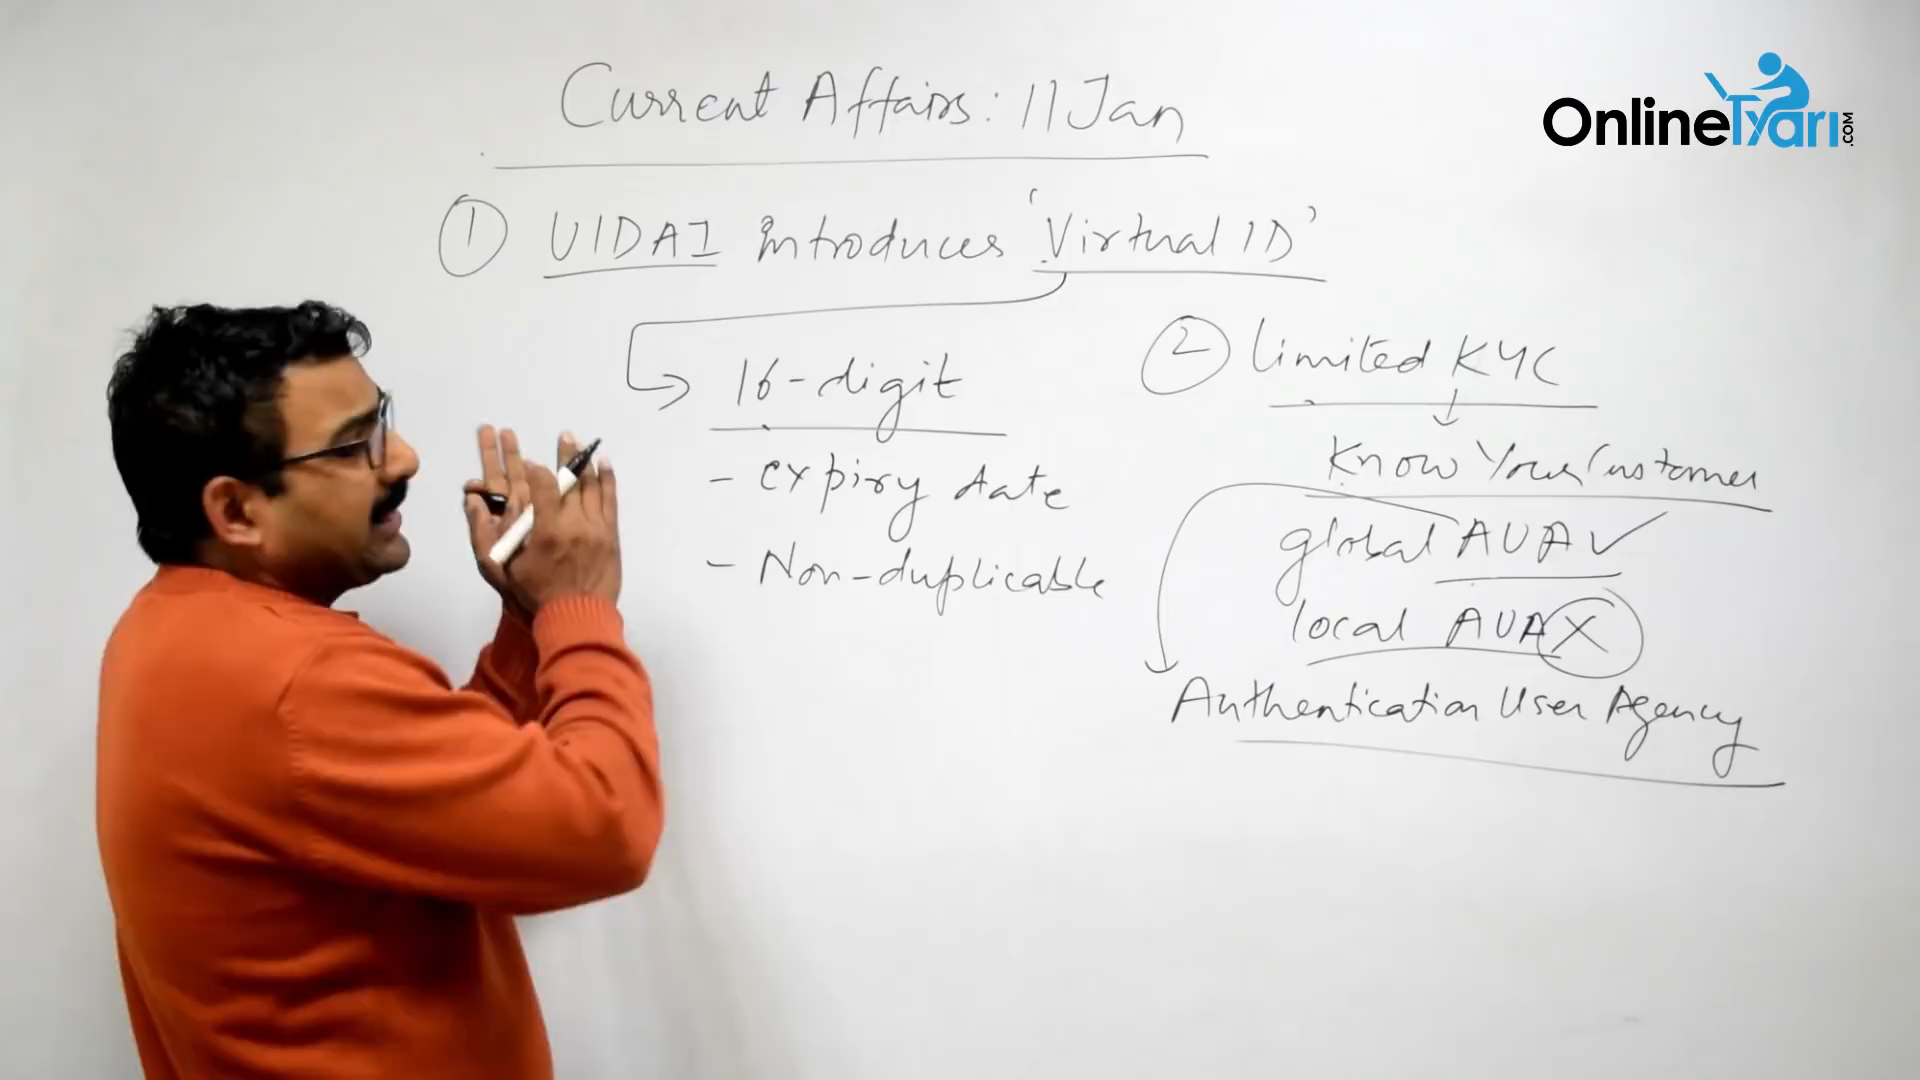 Current Affairs: 11 Jan
OnlineTyari.com
① UIDAI introduces 'Virtual ID'
16-digit
- expiry date
- Non-duplicable
② limited KYC
Know Your Customer
global AUA ✓
local AUA X
Authentication User Agency